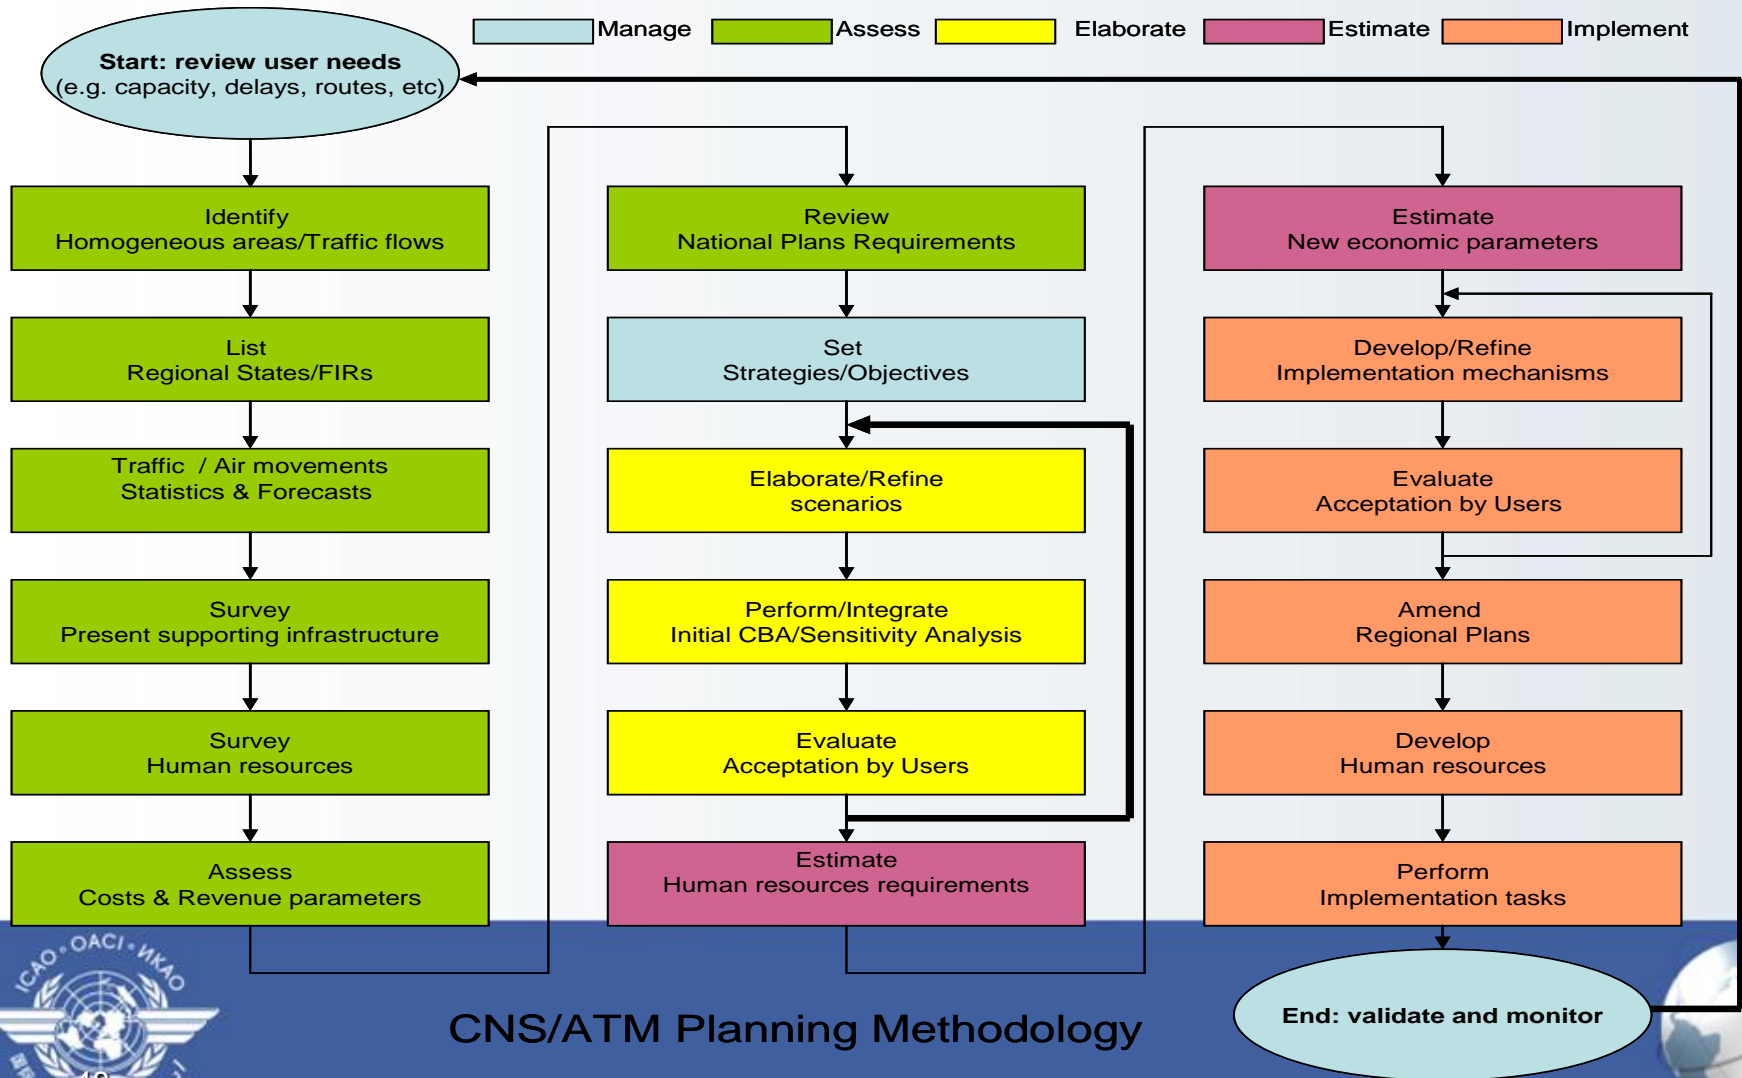 Manage
Assess
Elaborate
Estimate
Implement
Start: review user needs
(e.g. capacity, delays, routes, etc)
Identify
Homogeneous areas/Traffic flows
List
Regional States/FIRs
Traffic / Air movements
Statistics & Forecasts
Survey
Present supporting infrastructure
Survey
Human resources
Assess
Costs & Revenue parameters
Review
National Plans Requirements
Set
Strategies/Objectives
Elaborate/Refine
scenarios
Perform/Integrate
Initial CBA/Sensitivity Analysis
Evaluate
Acceptation by Users
Estimate
Human resources requirements
Estimate
New economic parameters
Develop/Refine
Implementation mechanisms
Evaluate
Acceptation by Users
Amend
Regional Plans
Develop
Human resources
Perform
Implementation tasks
End: validate and monitor
CNS/ATM Planning Methodology
ICAO · OACI · ИКАО